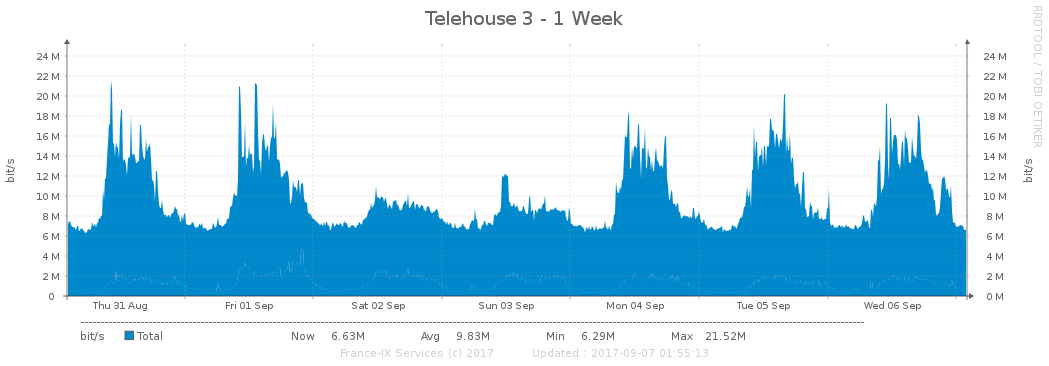 Telehouse 3 - 1 Week
RRDTOOL / TOBI OETIKER
bit/s
24 M
22 M
20 M
18 M
16 M
14 M
12 M
10 M
8 M
6 M
4 M
2 M
0
24 M
22 M
20 M
18 M
16 M
14 M
12 M
10 M
8 M
6 M
4 M
2 M
0 M
bit/s
Thu 31 Aug Fri 01 Sep Sat 02 Sep Sun 03 Sep Mon 04 Sep Tue 05 Sep Wed 06 Sep
bit/s Total Now 6.63M Avg 9.83M Min 6.29M Max 21.52M
France-IX Services (c) 2017 Updated : 2017-09-07 01:55:13